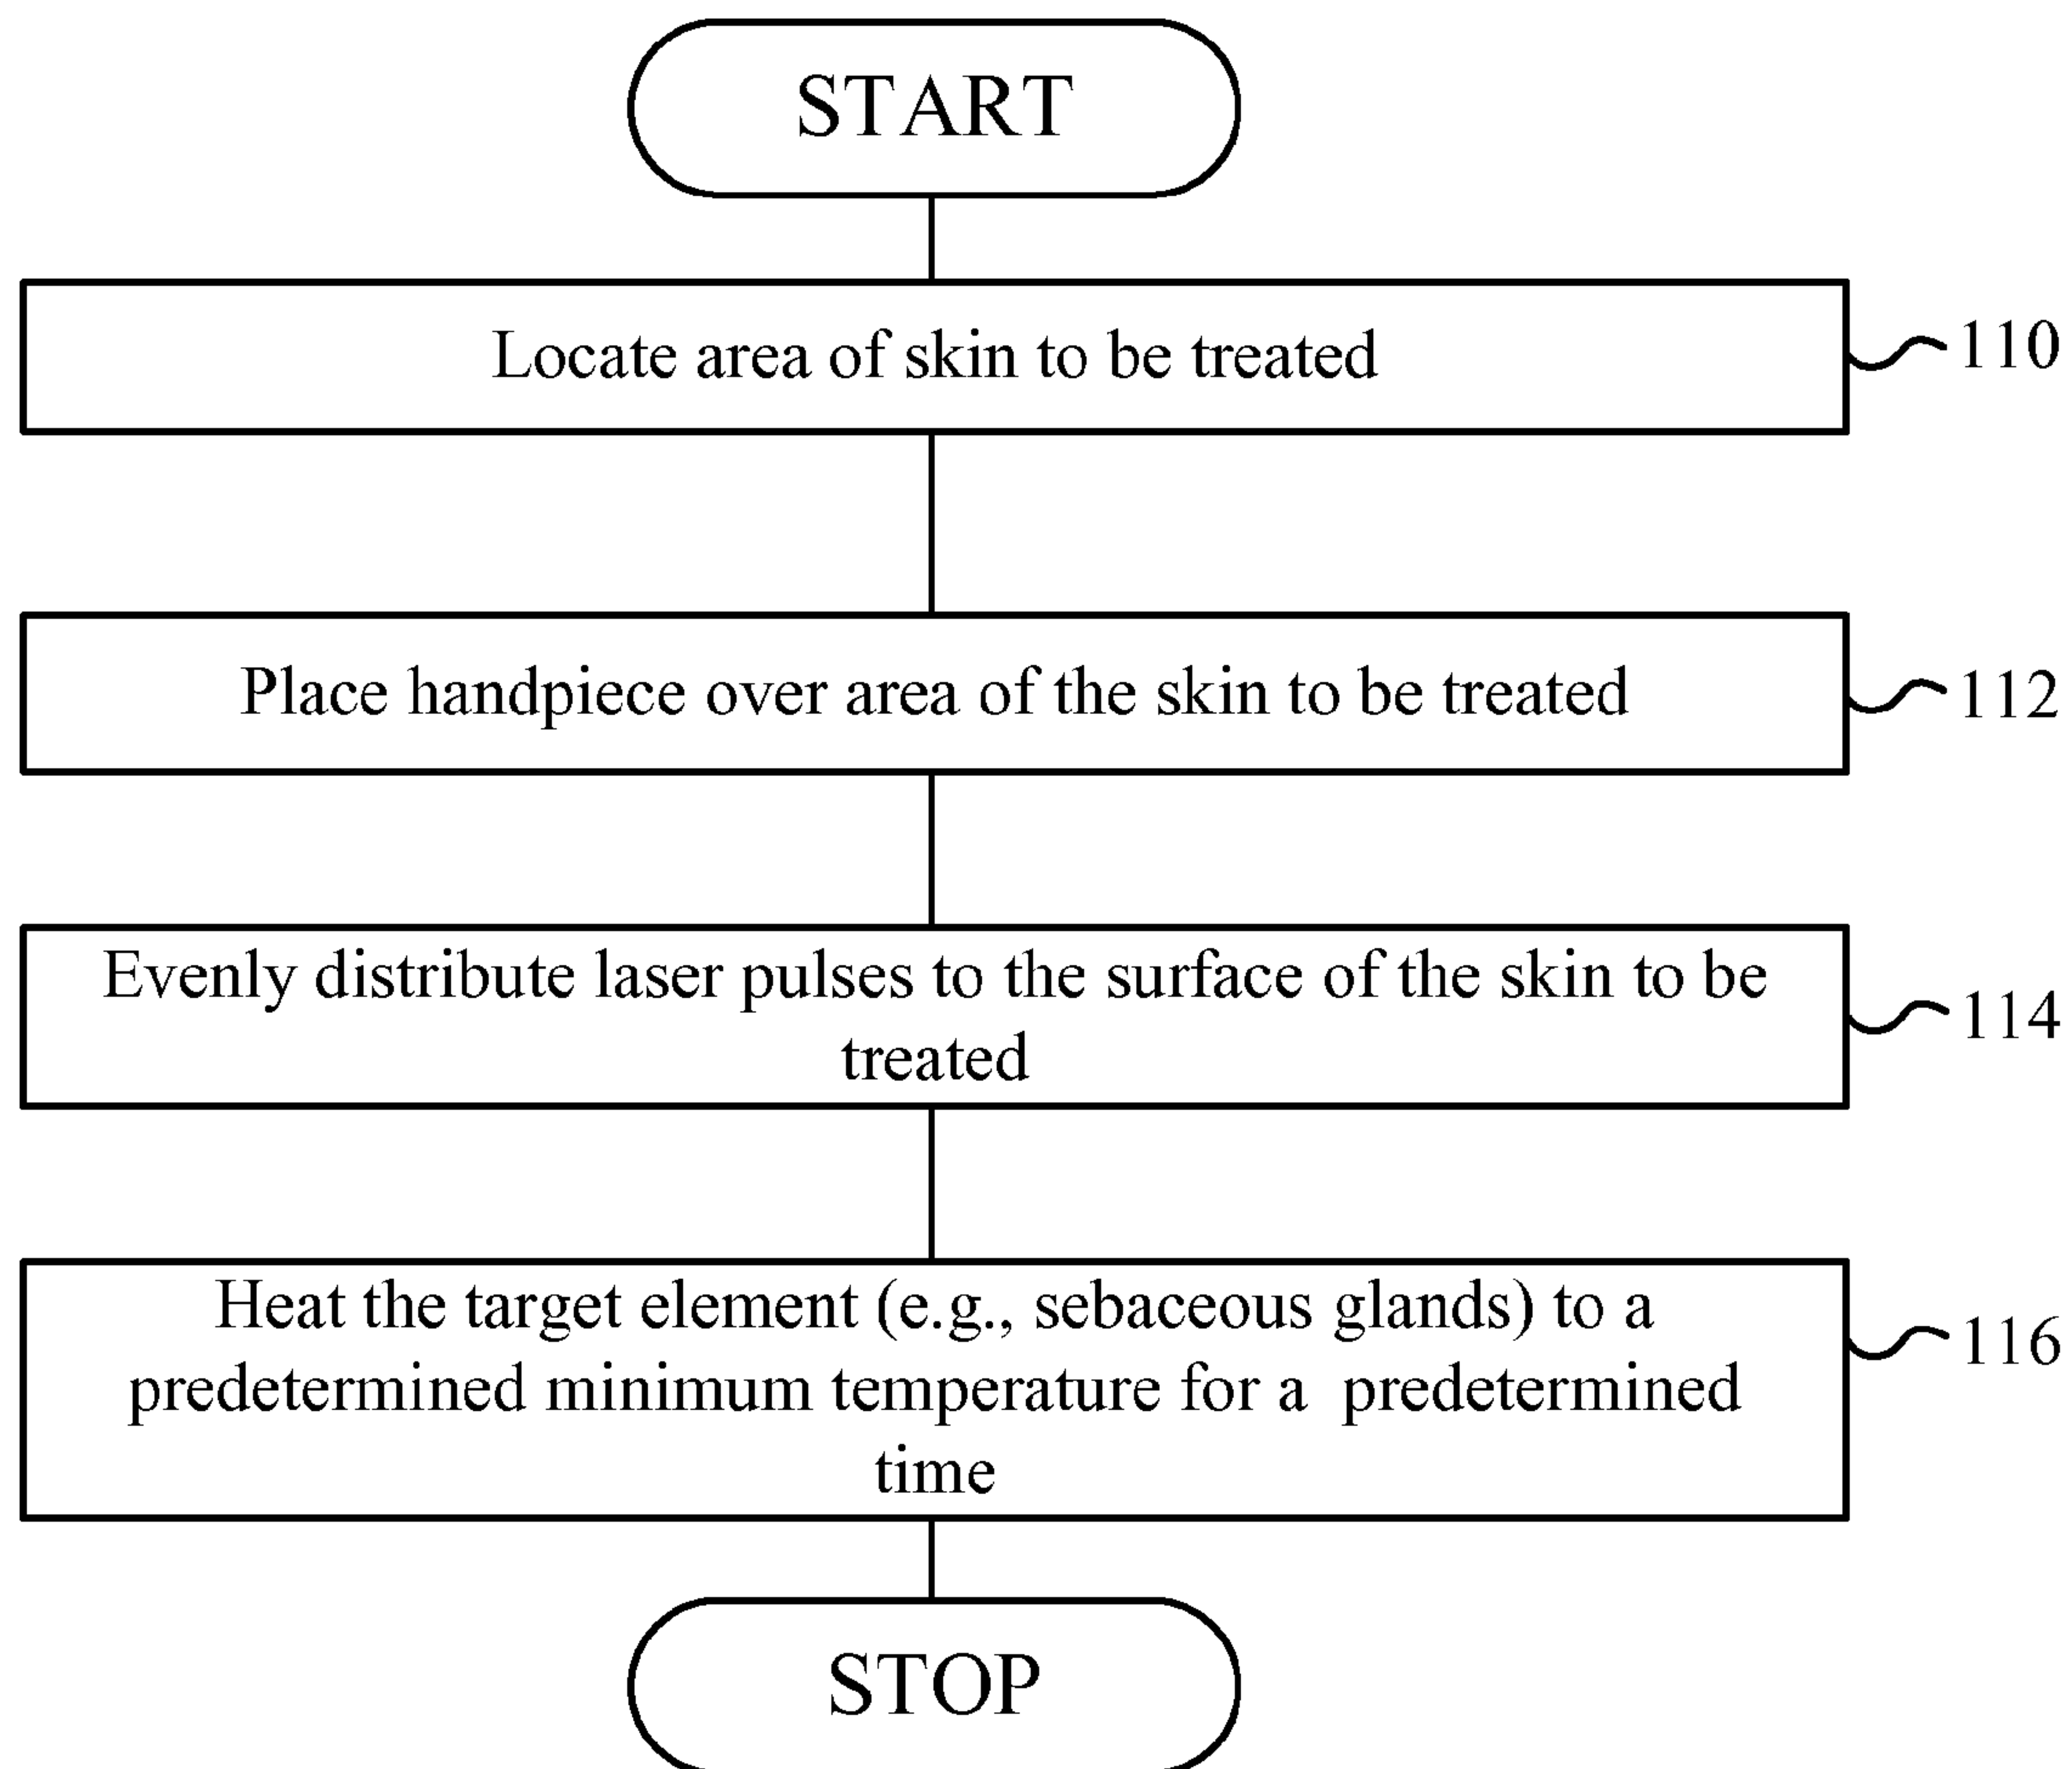 START
Locate area of skin to be treated
110
Place handpiece over area of the skin to be treated
112
Evenly distribute laser pulses to the surface of the skin to be
treated
114
Heat the target element (e.g., sebaceous glands) to a
predetermined minimum temperature for a predetermined
time
116
STOP